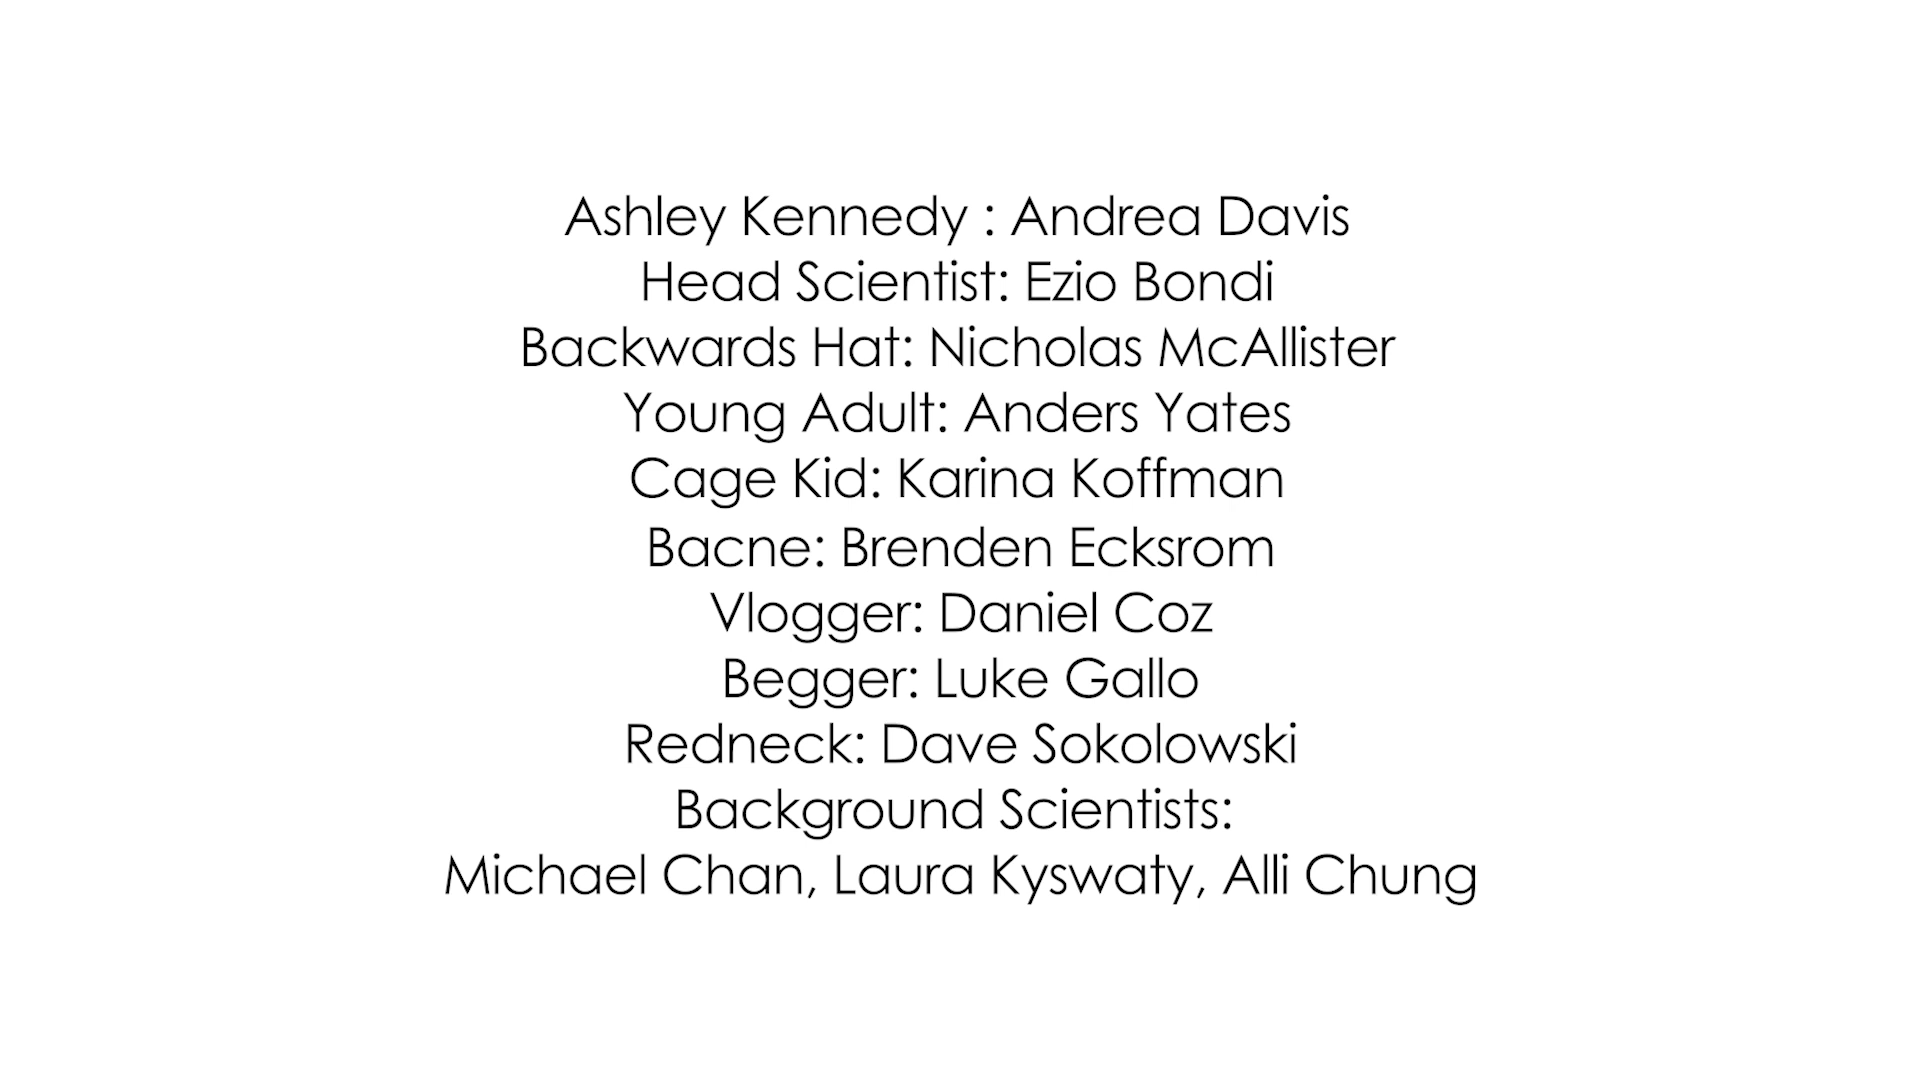 Ashley Kennedy : Andrea Davis
Head Scientist: Ezio Bondi
Backwards Hat: Nicholas McAllister
Young Adult: Anders Yates
Cage Kid: Karina Koffman
Bacne: Brenden Ecksrom
Vlogger: Daniel Coz
Begger: Luke Gallo
Redneck: Dave Sokolowski
Background Scientists:
Michael Chan, Laura Kyswaty, Alli Chung